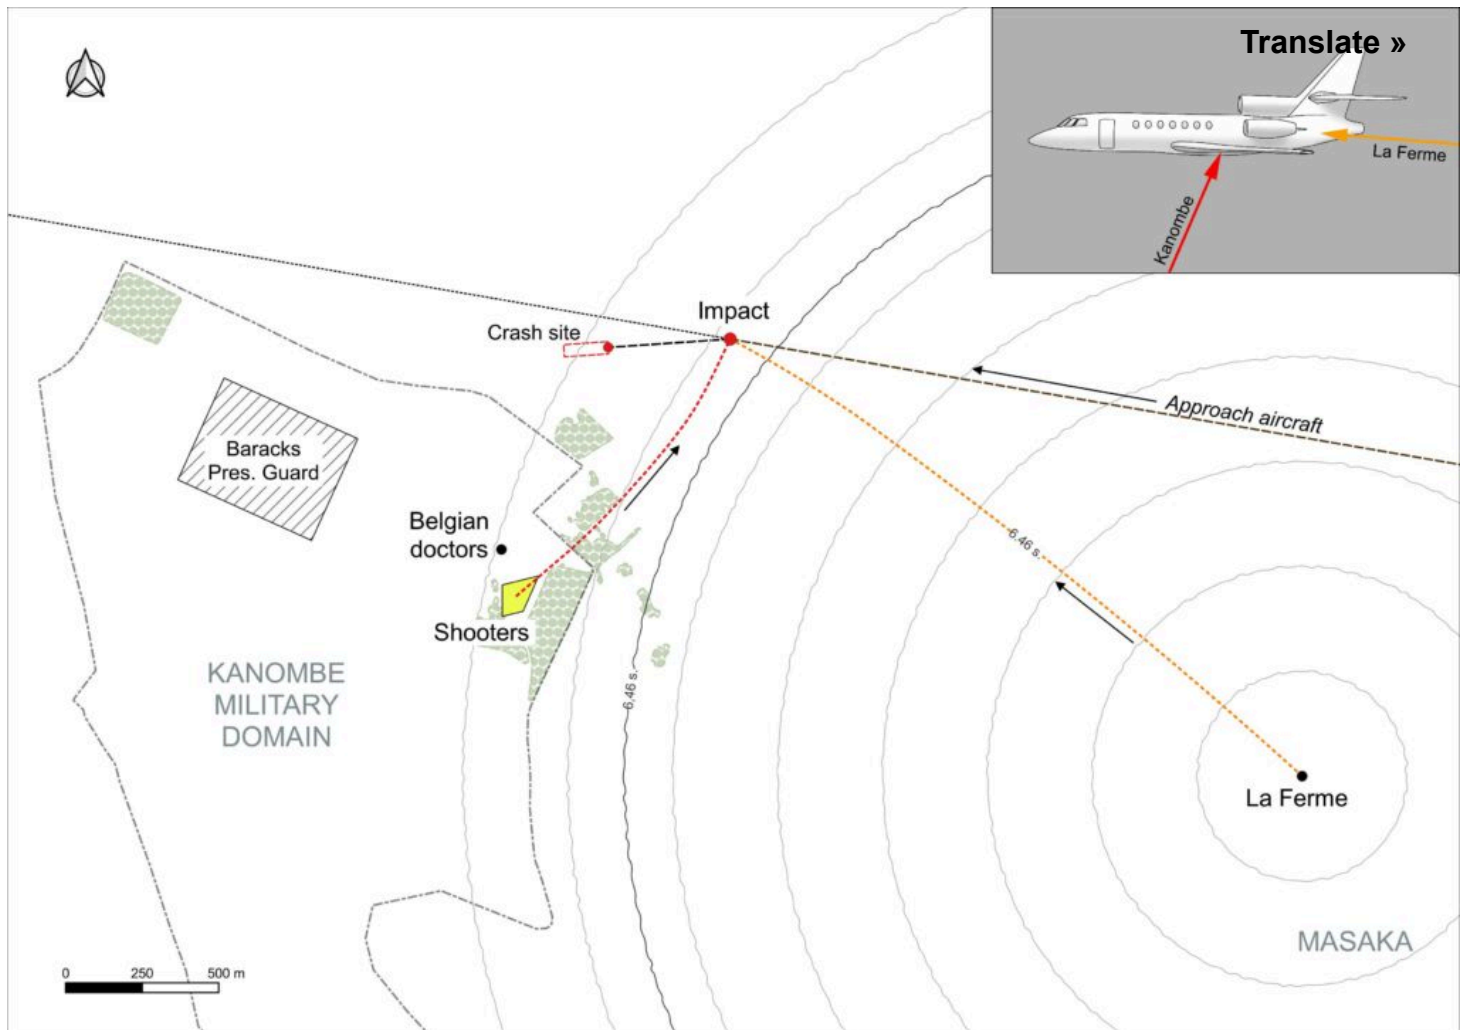 Translate »
La Ferme
Kanombe
Impact
Crash site
Approach aircraft
Baracks
Pres. Guard
Belgian
doctors
6.46 s.
Shooters
KANOMBE
MILITARY
DOMAIN
6,46 s.
La Ferme
MASAKA
0 250 500 m